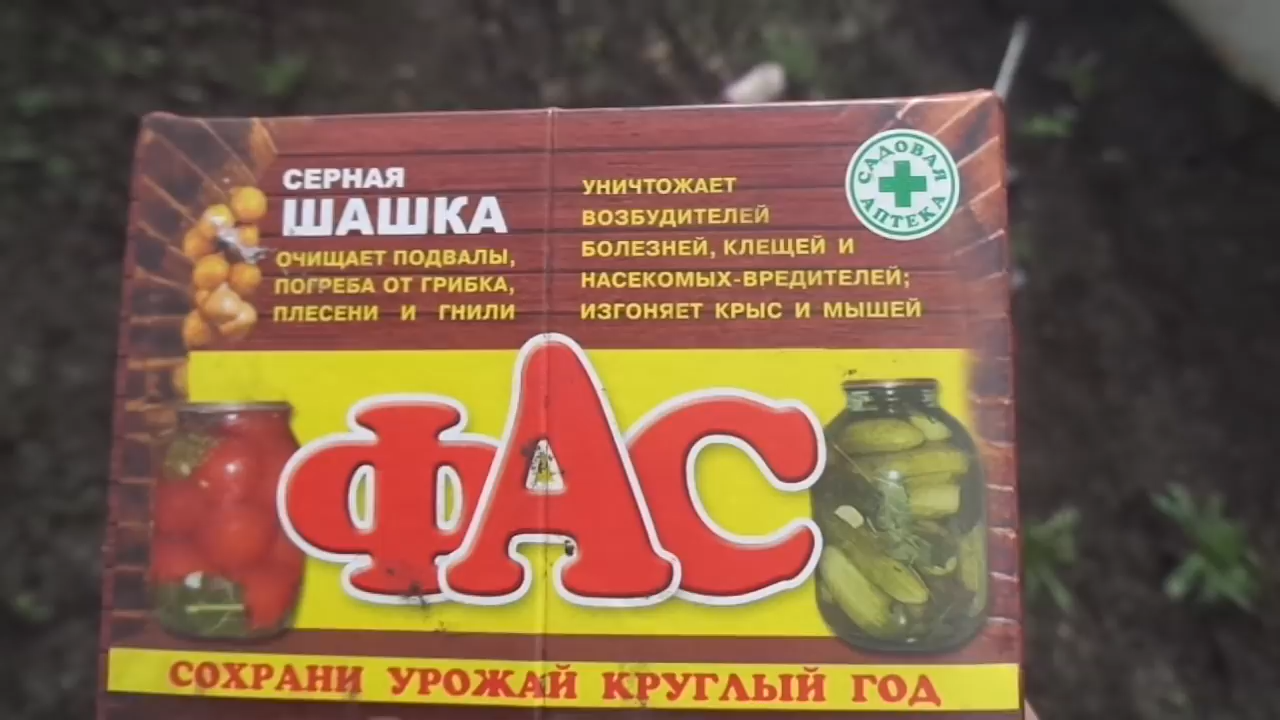 СЕРНАЯ
ШАШКА
ОЧИЩАЕТ ПОДВАЛЫ,
ПОГРЕБА ОТ ГРИБКА,
ПЛЕСЕНИ И ГНИЛИ
УНИЧТОЖАЕТ
ВОЗБУДИТЕЛЕЙ
БОЛЕЗНЕЙ, КЛЕЩЕЙ И
НАСЕКОМЫХ-ВРЕДИТЕЛЕЙ;
ИЗГОНЯЕТ КРЫС И МЫШЕЙ
САДОВАЯ
АПТЕКА
ФАС
СОХРАНИ УРОЖАЙ КРУГЛЫЙ ГОД